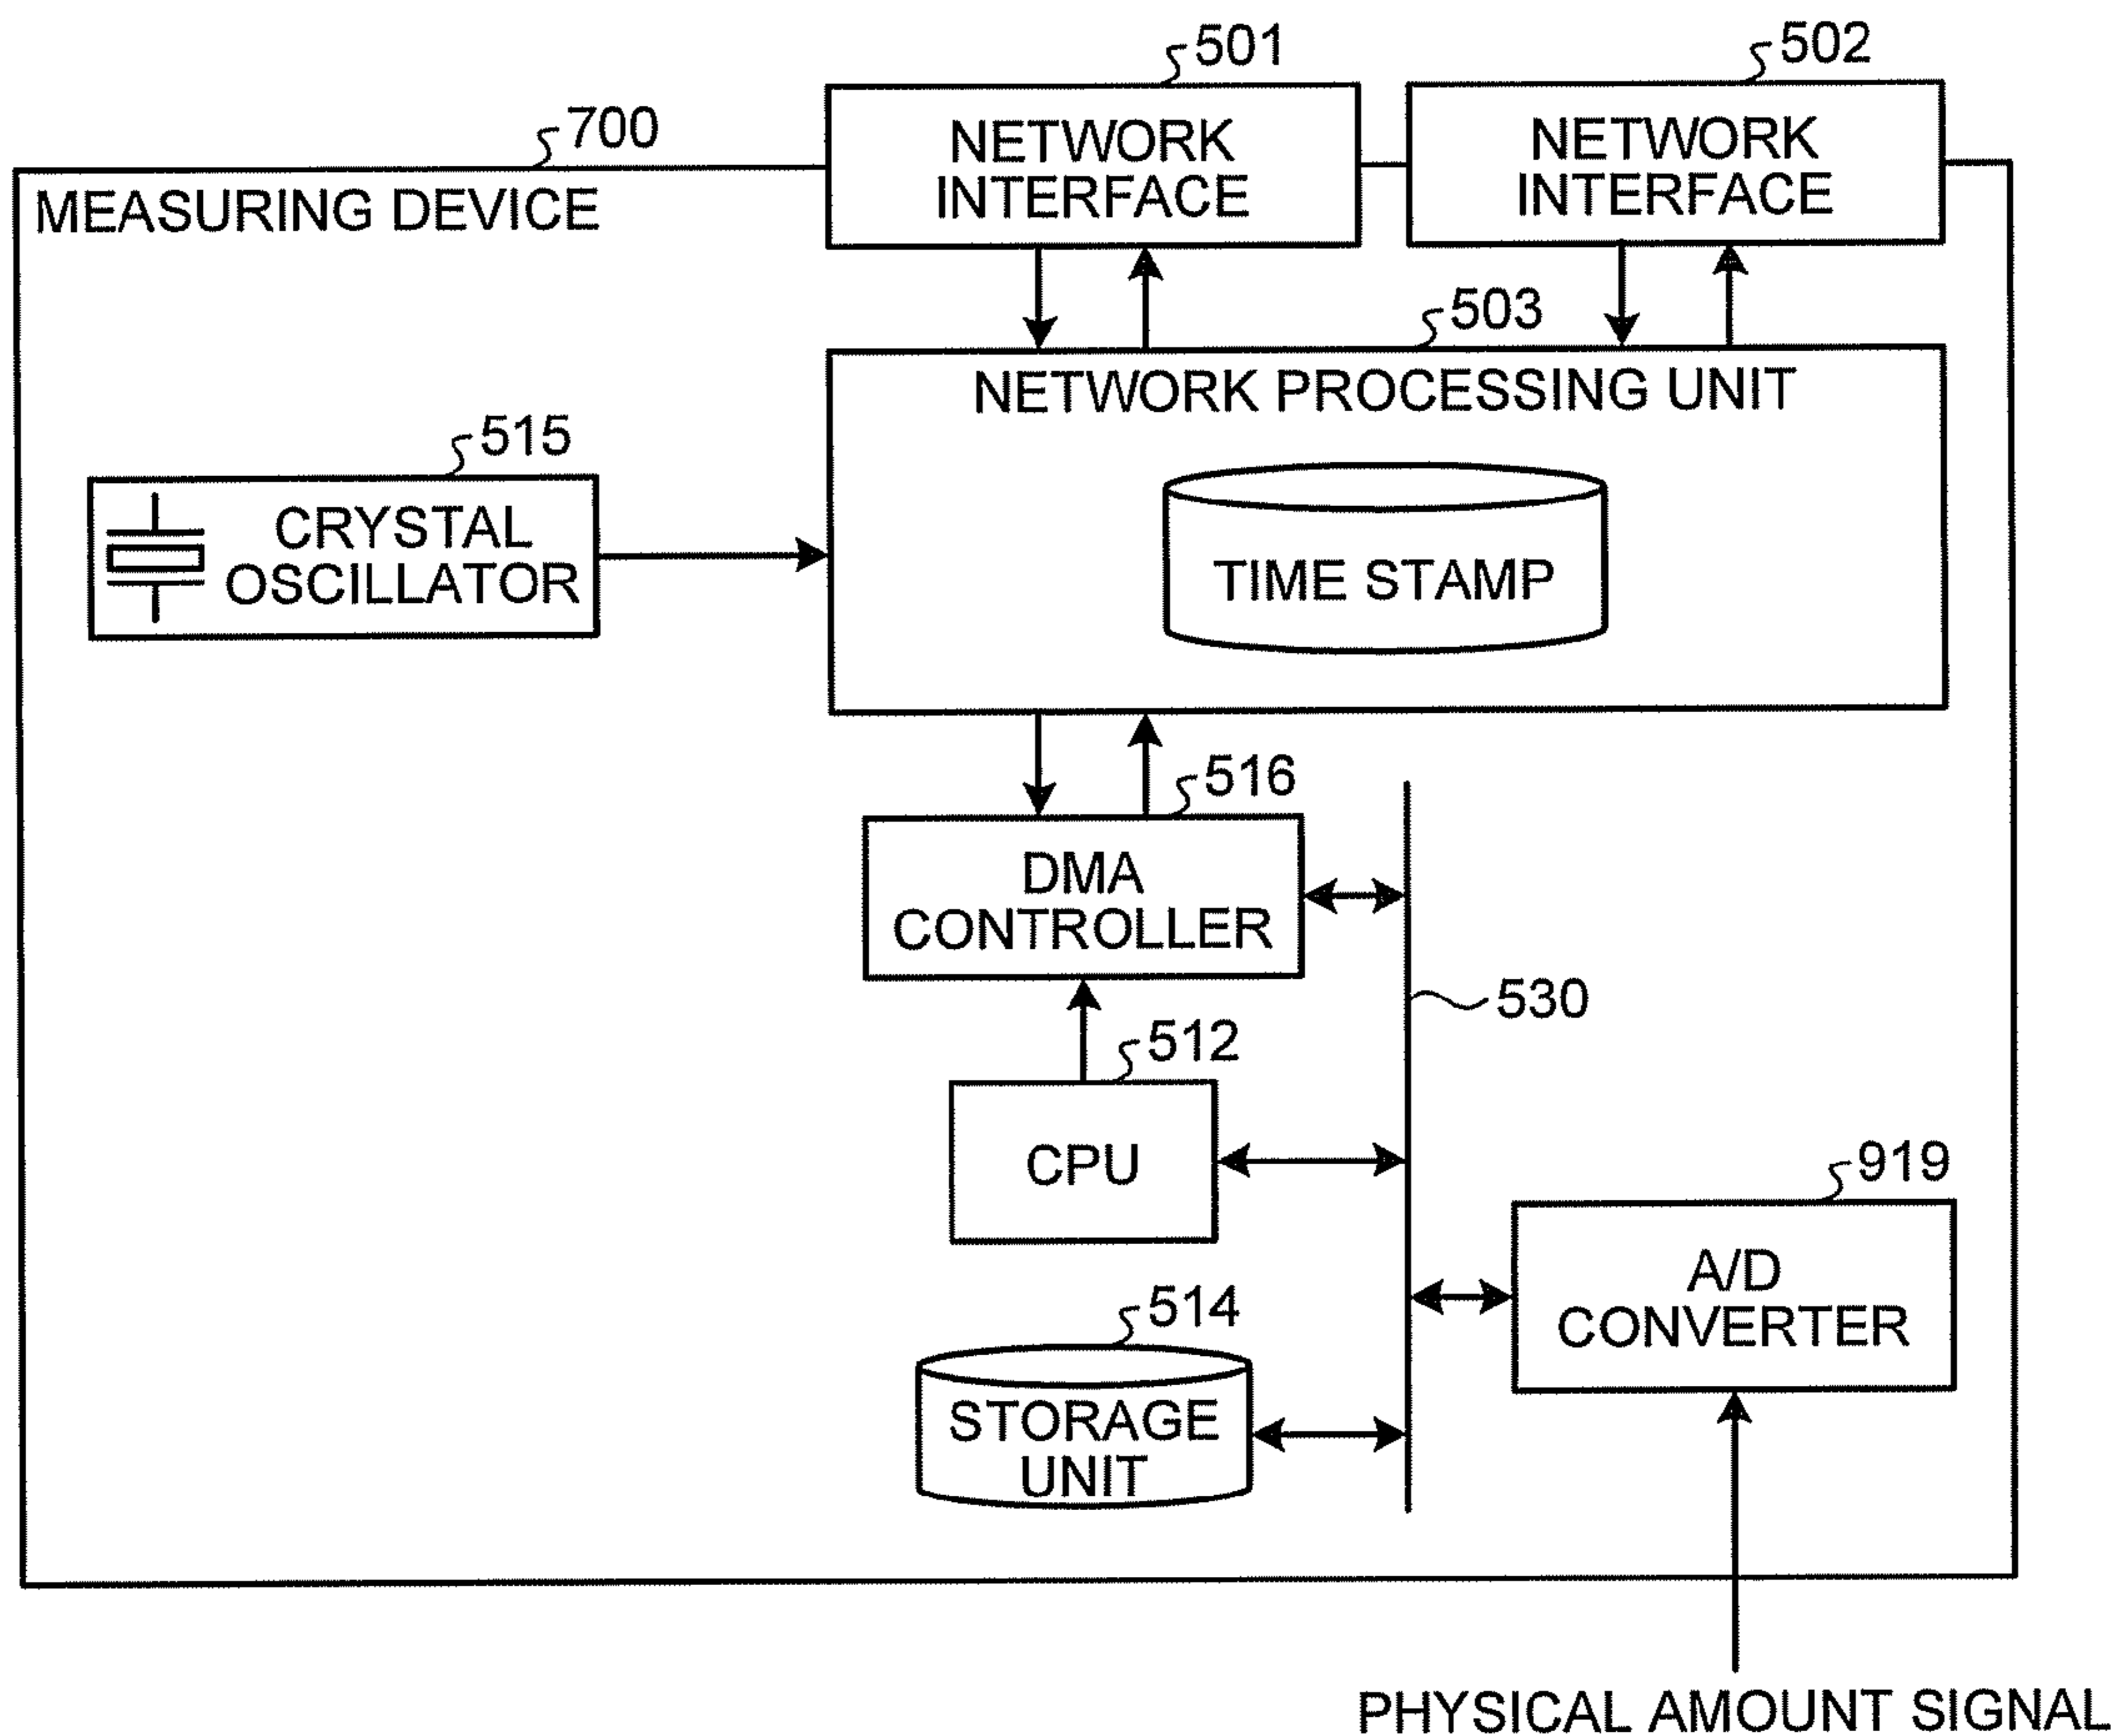 501
502
700
NETWORK
INTERFACE
NETWORK
INTERFACE
MEASURING DEVICE
503
NETWORK PROCESSING UNIT
515
CRYSTAL
OSCILLATOR
TIME STAMP
516
DMA
CONTROLLER
530
512
CPU
919
A/D
CONVERTER
514
STORAGE
UNIT
PHYSICAL AMOUNT SIGNAL